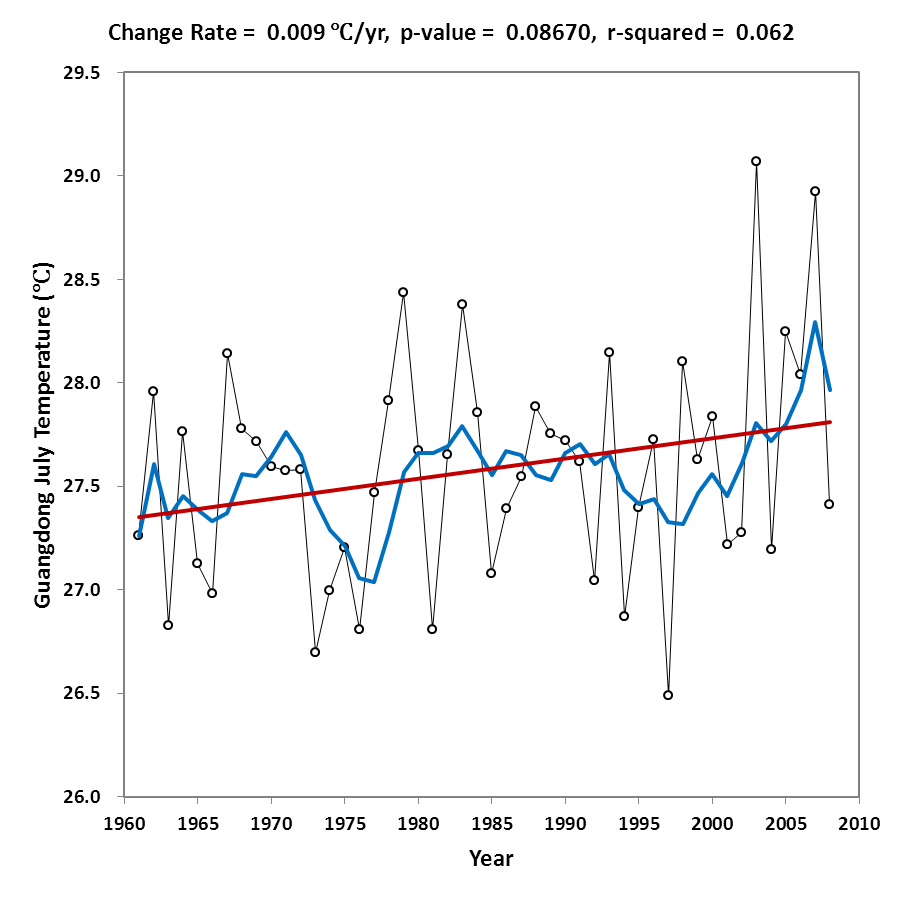 Change Rate = 0.009 ℃/yr, p-value = 0.08670, r-squared = 0.062
Guangdong July Temperature (℃)
29.5
29.0
28.5
28.0
27.5
27.0
26.5
26.0
1960 1965 1970 1975 1980 1985 1990 1995 2000 2005 2010
Year